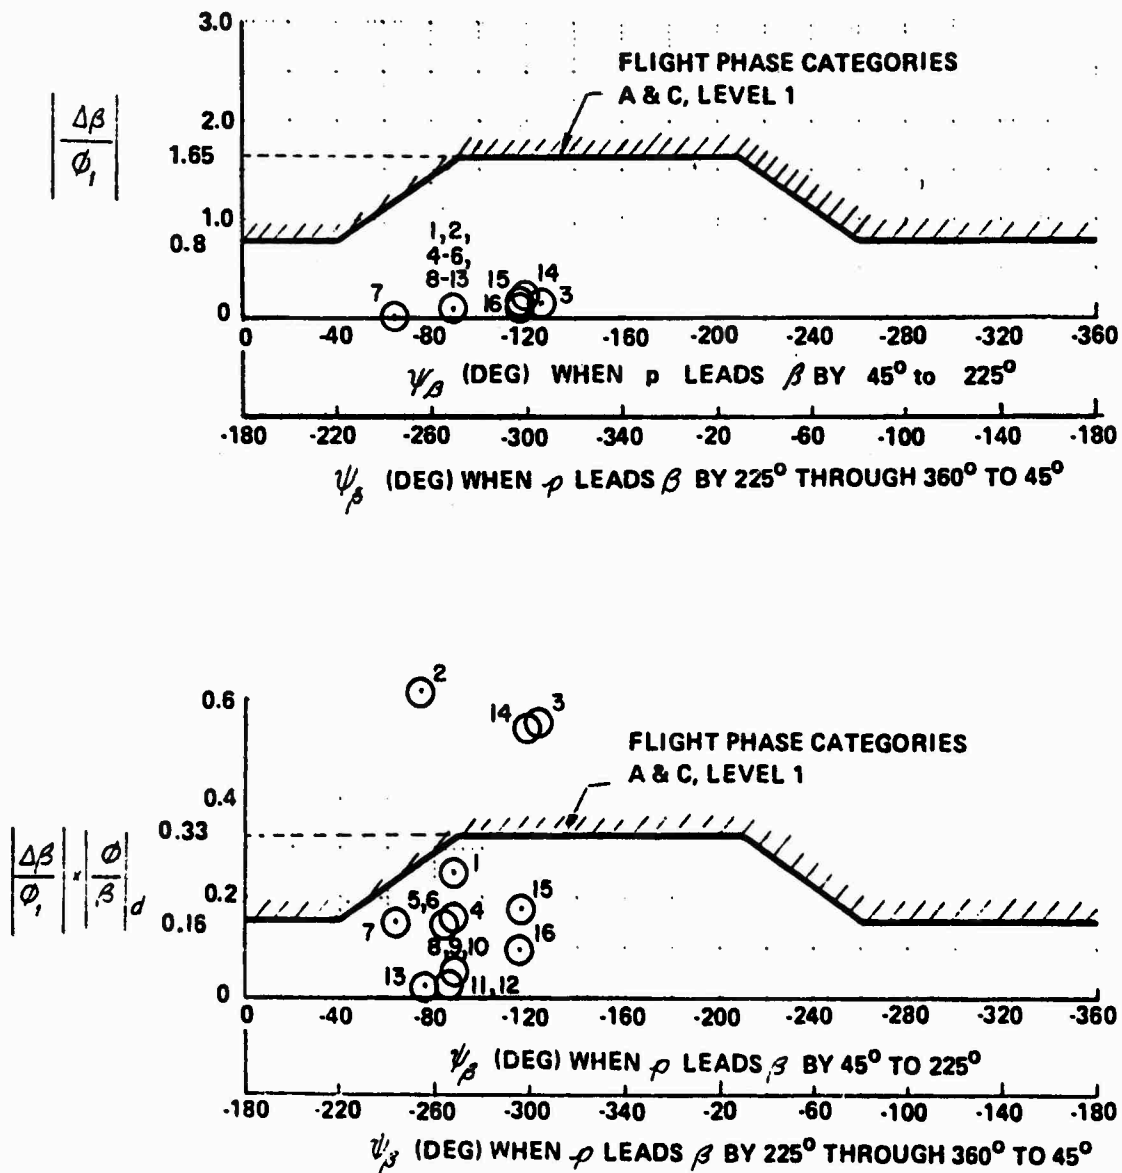 3.0
FLIGHT PHASE CATEGORIES
A & C, LEVEL 1
|Δβ/ϕ₁|
2.0
1.65
1.0
0.8
1,2,
4-6,
8-13
7
15
14
16
3
0
0 -40 -80 -120 -160 -200 -240 -280 -320 -360
ψβ (DEG) WHEN p LEADS β BY 45° to 225°
-180 -220 -260 -300 -340 -20 -60 -100 -140 -180
ψβ (DEG) WHEN p LEADS β BY 225° THROUGH 360° TO 45°
2
0.6
14
3
FLIGHT PHASE CATEGORIES
A & C, LEVEL 1
0.4
0.33
|Δβ/ϕ₁| x |ϕ/β|d
0.2
0.16
1
5,6
4
15
7
8,9,10
16
13
11,12
0
0 -40 -80 -120 -160 -200 -240 -280 -320 -360
ψβ (DEG) WHEN p LEADS β BY 45° TO 225°
-180 -220 -260 -300 -340 -20 -60 -100 -140 -180
ψβ (DEG) WHEN p LEADS β BY 225° THROUGH 360° TO 45°